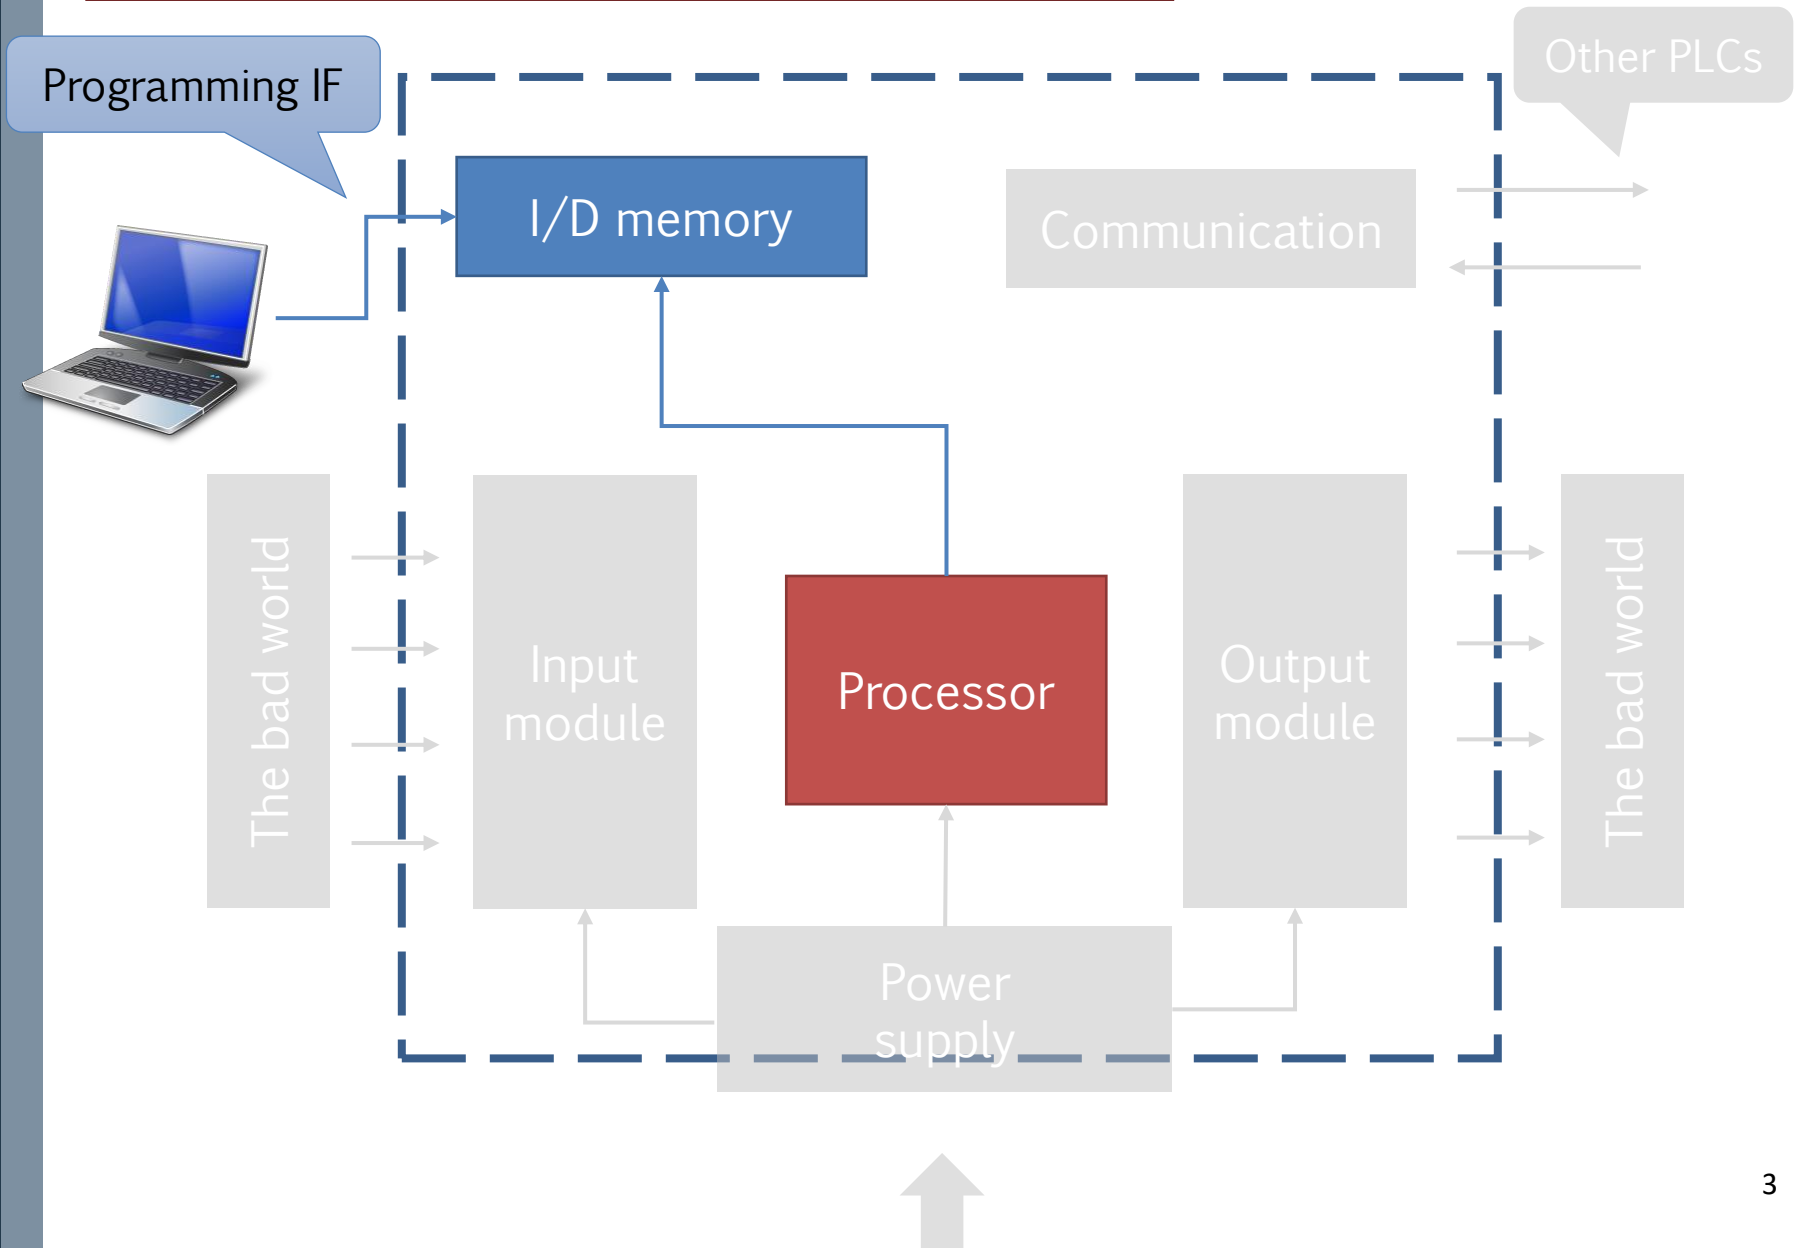 Programming IF
Other PLCs
I/D memory
Communication
The bad world
Input
module
Processor
Output
module
The bad world
Power
supply
3